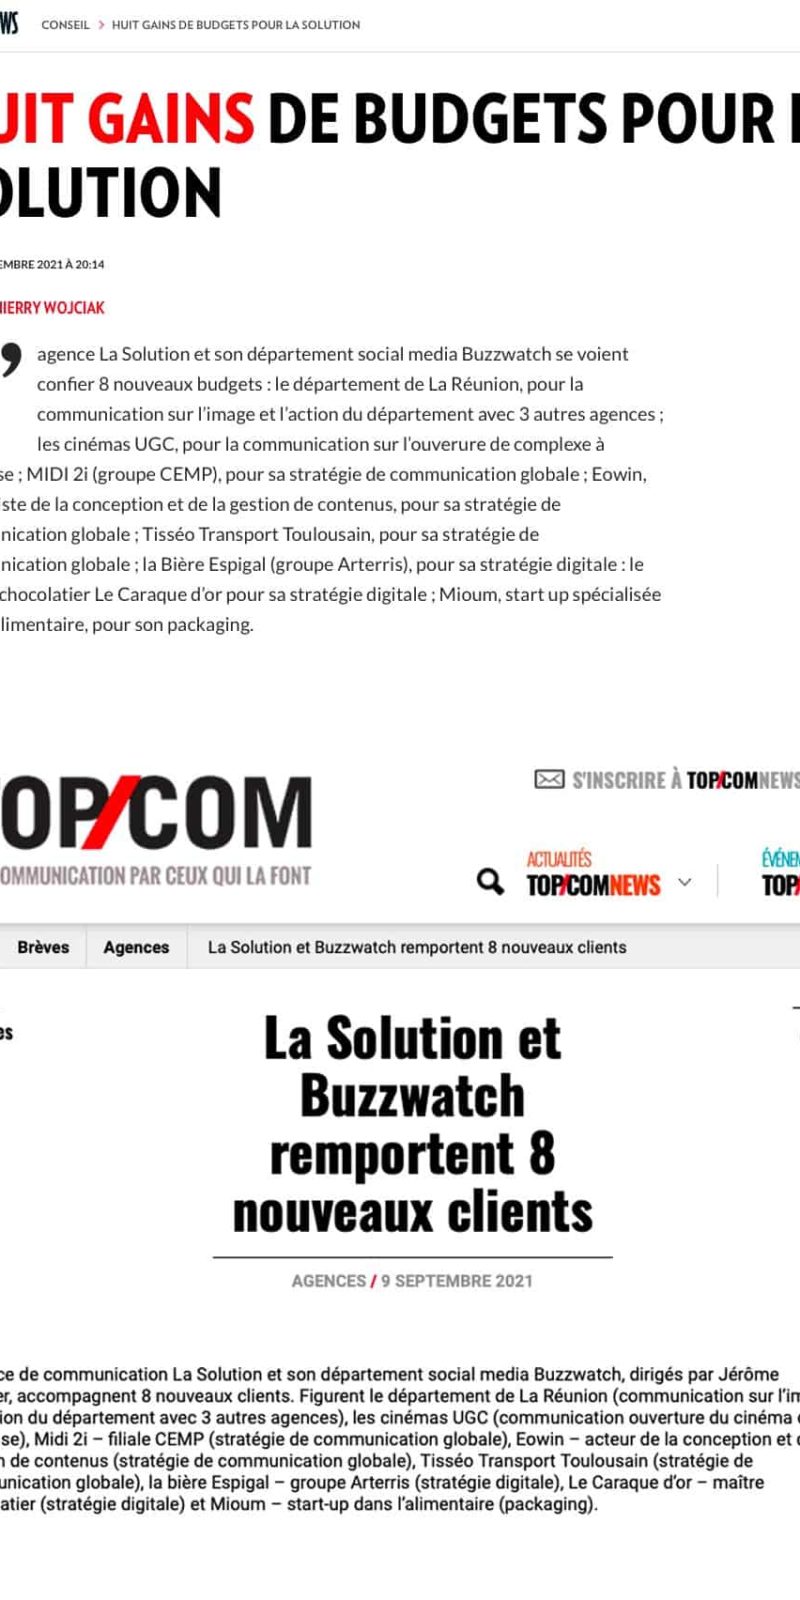 WS CONSEIL > HUIT GAINS DE BUDGETS POUR LA SOLUTION
UIT GAINS DE BUDGETS POUR L
OLUTION
EMBRE 2021 À 20:14
IERRY WOJCIAK
’agence La Solution et son département social media Buzzwatch se voient
confier 8 nouveaux budgets : le département de La Réunion, pour la
communication sur l’image et l’action du département avec 3 autres agences ;
les cinémas UGC, pour la communication sur l’ouverure de complexe à
se ; MIDI 2i (groupe CEMP), pour sa stratégie de communication globale ; Eowin,
iste de la conception et de la gestion de contenus, pour sa stratégie de
nication globale ; Tisséo Transport Toulousain, pour sa stratégie de
nication globale ; la Bière Espigal (groupe Arterris), pour sa stratégie digitale : le
chocolatier Le Caraque d’or pour sa stratégie digitale ; Mioum, start up spécialisée
limentaire, pour son packaging.
S'INSCRIRE À TOP/COMNEWS
OP/COM
OMMUNICATION PAR CEUX QUI LA FONT
ACTUALITÉS
TOP/COMNEWS
ÉVÉNEM
TOP/
Brèves Agences La Solution et Buzzwatch remportent 8 nouveaux clients
es
La Solution et
Buzzwatch
remportent 8
nouveaux clients
AGENCES / 9 SEPTEMBRE 2021
ce de communication La Solution et son département social media Buzzwatch, dirigés par Jérôme
er, accompagnent 8 nouveaux clients. Figurent le département de La Réunion (communication sur l’im
ion du département avec 3 autres agences), les cinémas UGC (communication ouverture du cinéma
se), Midi 2i – filiale CEMP (stratégie de communication globale), Eowin – acteur de la conception et
n de contenus (stratégie de communication globale), Tisséo Transport Toulousain (stratégie de
unication globale), la bière Espigal – groupe Arterris (stratégie digitale), Le Caraque d’or – maître
atier (stratégie digitale) et Mioum – start-up dans l’alimentaire (packaging).